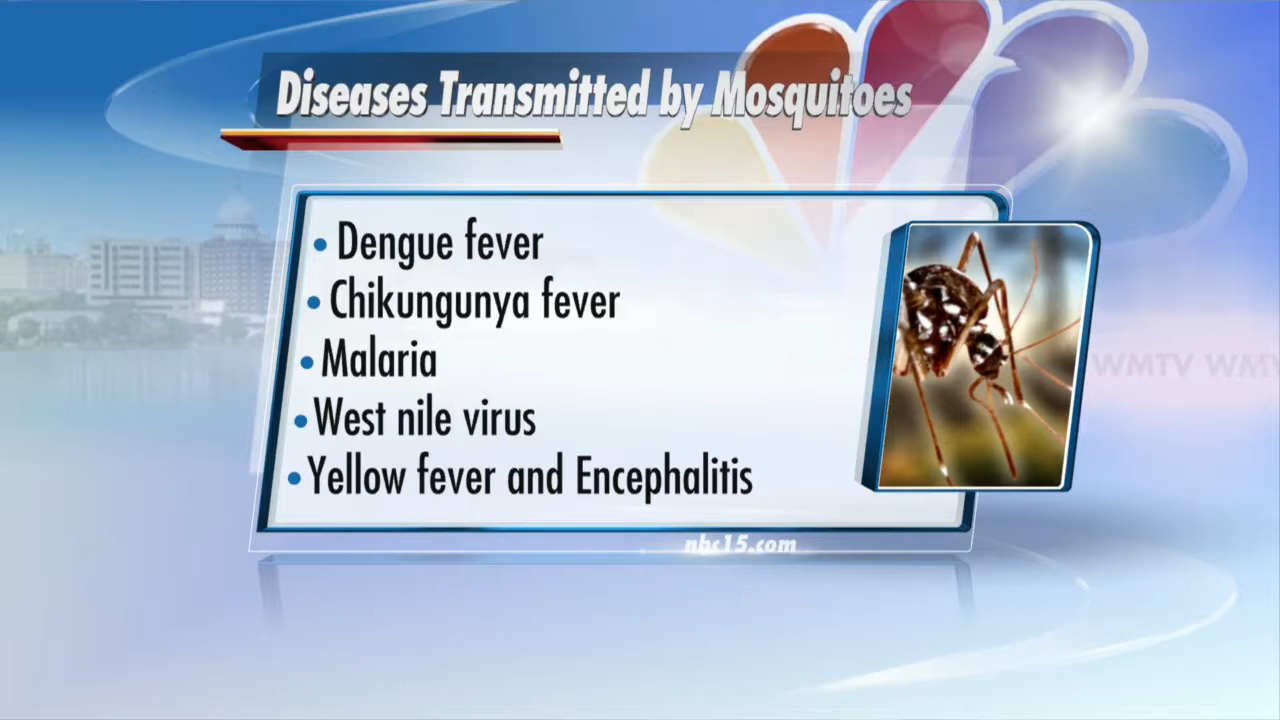 Diseases Transmitted by Mosquitoes
• Dengue fever
• Chikungunya fever
• Malaria
• West nile virus
• Yellow fever and Encephalitis
WMTV WMV
nbc15.com